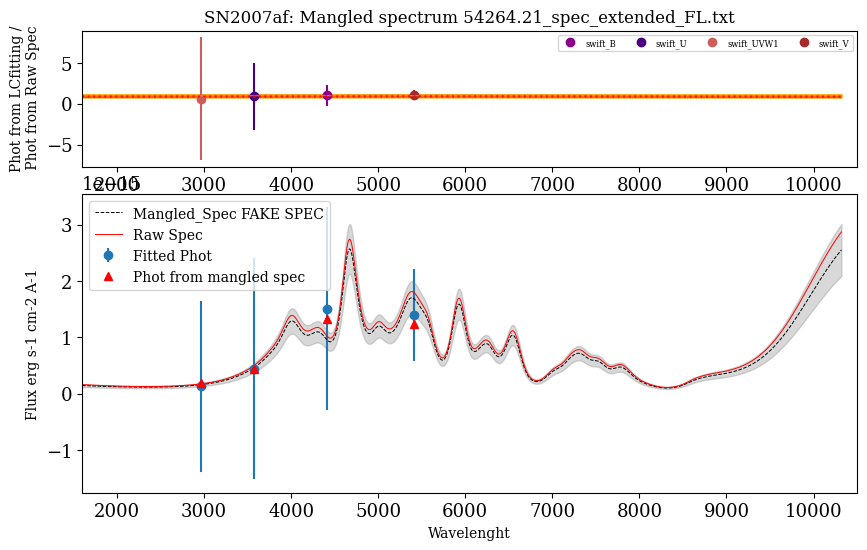 SN2007af: Mangled spectrum 54264.21_spec_extended_FL.txt
Phot from LCfitting /
Phot from Raw Spec
5
0
−5
swift_B
swift_U
swift_UVW1
swift_V
2000 3000 4000 5000 6000 7000 8000 9000 10000
1e−15
Flux erg s-1 cm-2 A-1
3
2
1
0
−1
Mangled_Spec FAKE SPEC
Raw Spec
Fitted Phot
Phot from mangled spec
2000 3000 4000 5000 6000 7000 8000 9000 10000
Wavelenght